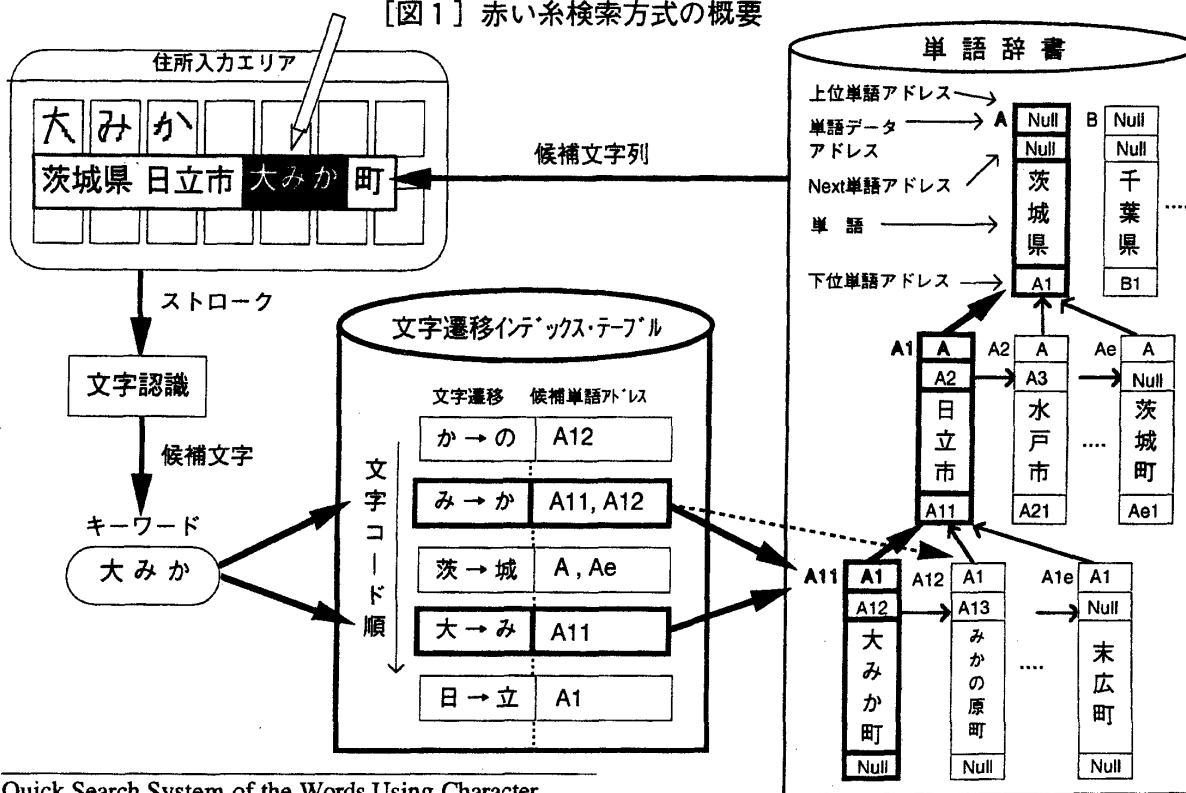 [図1] 赤い糸検索方式の概要
住所入力エリア
大みか
茨城県 日立市 大みか 町
候補文字列
ストローク
文字認識
候補文字
キーワード
大みか
文字遷移インデックス・テーブル
文字遷移 候補単語アドレス
か→の A12
み→か A11, A12
茨→城 A , Ae
大→み A11
日→立 A1
文字コード順
単語辞書
上位単語アドレス
単語データ
アドレス
Next単語アドレス
単語
下位単語アドレス
A Null
Null
茨城県
A1
B Null
Null
千葉県
B1
....
A1 A
A2
日立市
A11
A2 A
A3
水戸市
A21
....
Ae A
Null
茨城町
Ae1
A11 A1
A12
大みか町
Null
A12 A1
A13
みかの原町
Null
....
A1e A1
Null
末広町
Null
Quick Search System of the Words Using Character